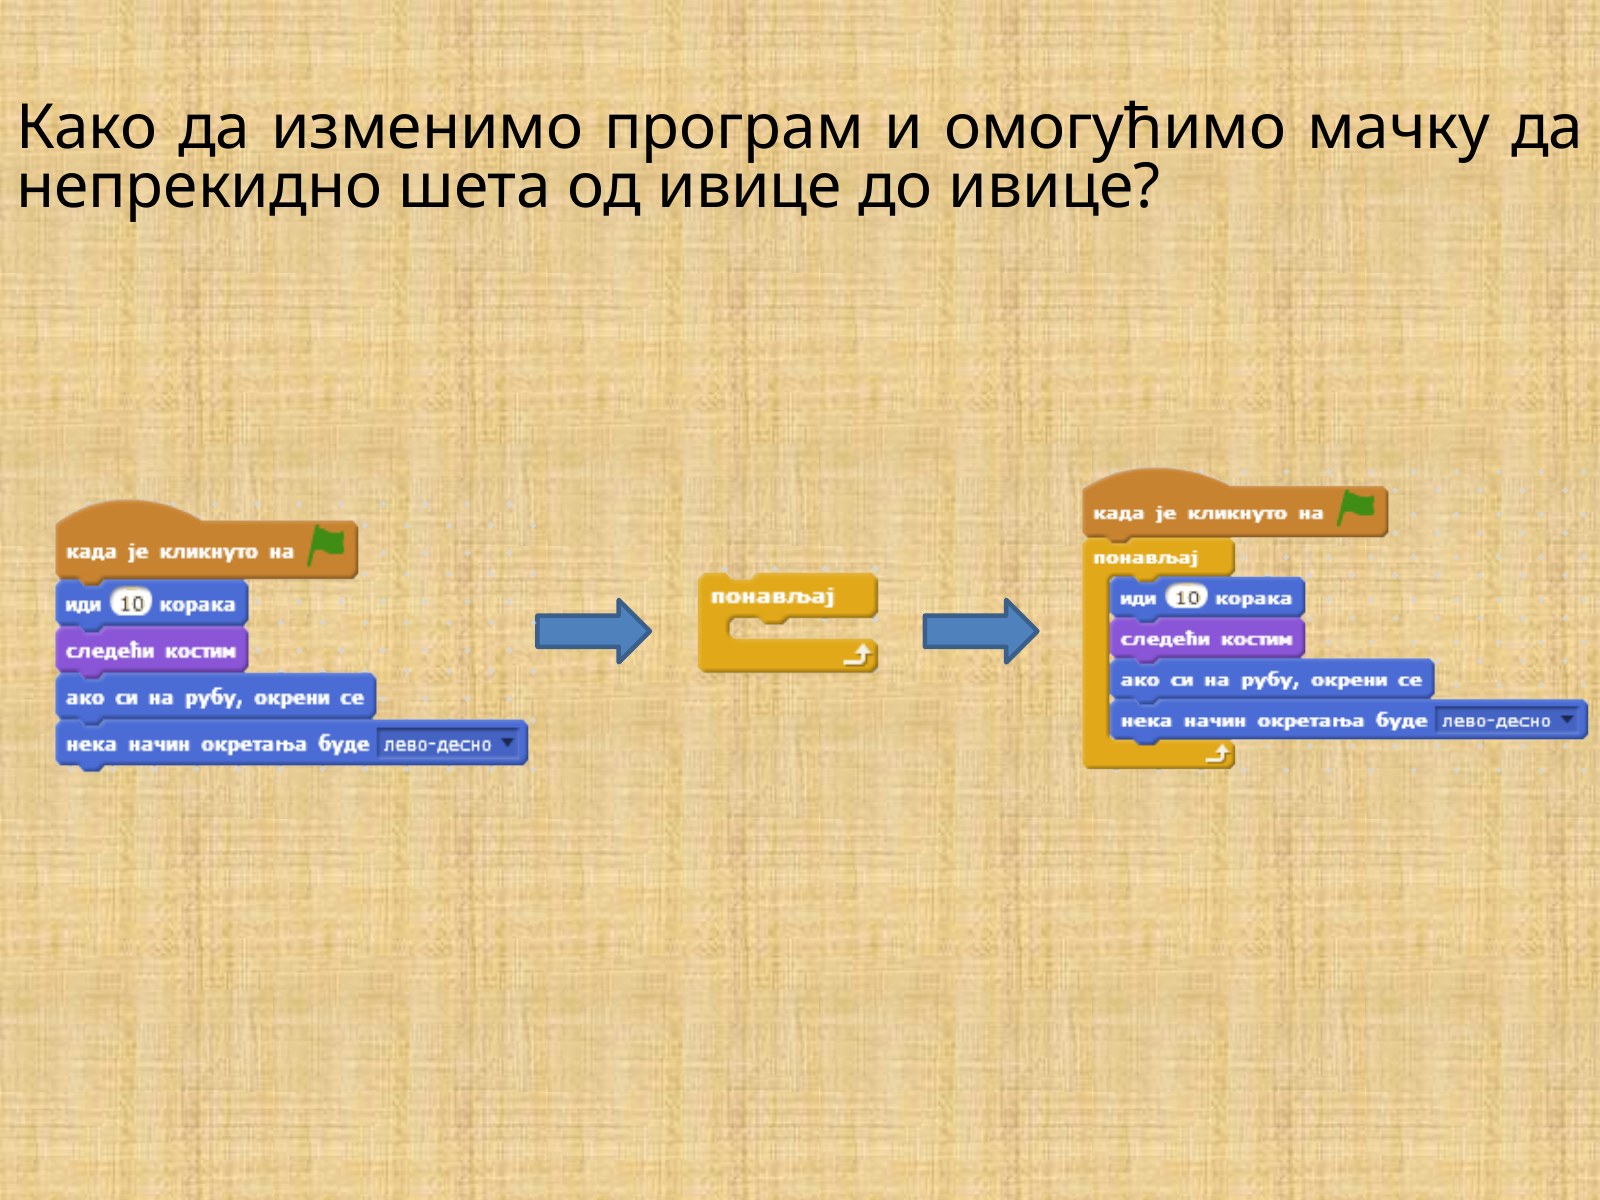 Како да изменимо програм и омогућимо мачку да
непрекидно шета од ивице до ивице?
када је кликнуто на
иди 10 корака
следећи костим
ако си на рубу, окрени се
нека начин окретања буде лево-десно
понављај
када је кликнуто на
понављај
иди 10 корака
следећи костим
ако си на рубу, окрени се
нека начин окретања буде лево-десно